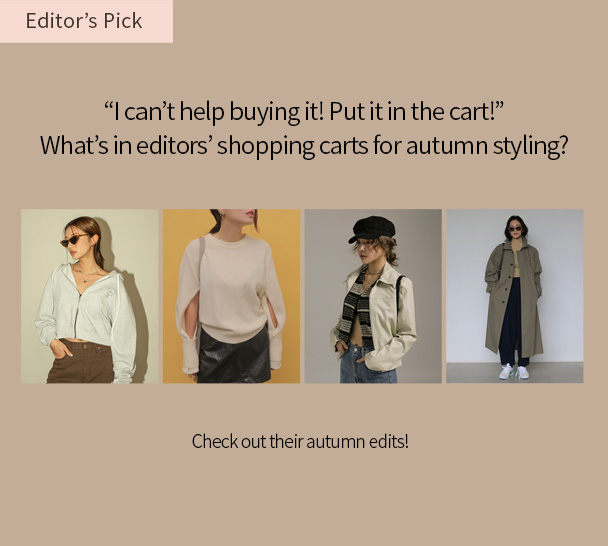 Editor’s Pick
“I can’t help buying it! Put it in the cart!”
What’s in editors’ shopping carts for autumn styling?
Check out their autumn edits!